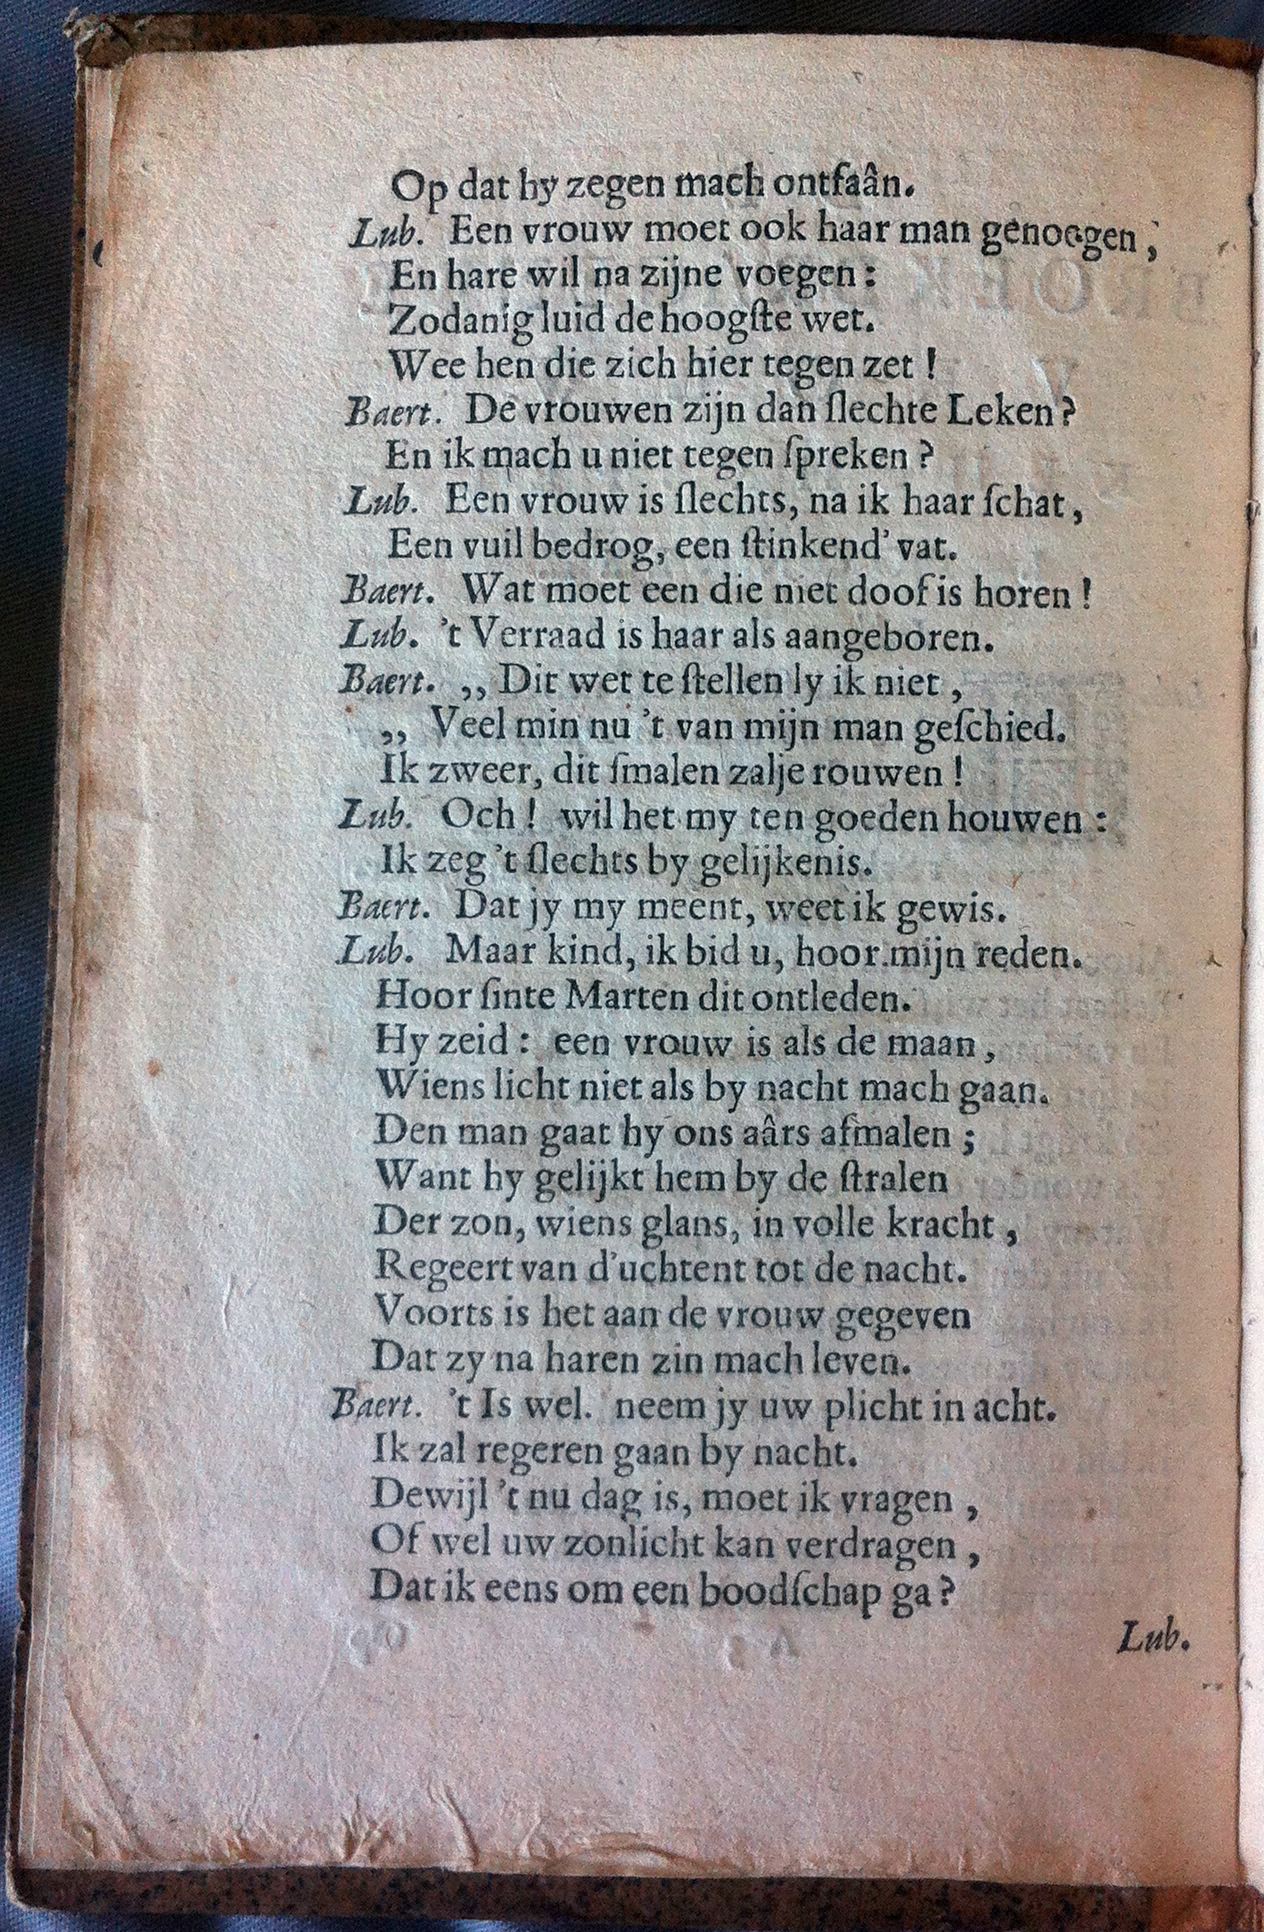 Op dat hy zegen mach ontfaân.
Lub. Een vrouw moet ook haar man genoegen,
En hare wil na zijne voegen:
Zodanig luid de hoogſte wet.
Wee hen die zich hier tegen zet!
Baert. De vrouwen zijn dan ſlechte Leken?
En ik mach u niet tegen ſpreken?
Lub. Een vrouw is ſlechts, na ik haar ſchat,
Een vuil bedrog, een ſtinkend' vat.
Baert. Wat moet een die niet doof is horen!
Lub. 't Verraad is haar als aangeboren.
Baert. ,, Dit wet te ſtellen ly ik niet,
,, Veel min nu 't van mijn man geſchied.
Ik zweer, dit ſmalen zalje rouwen!
Lub. Och! wil het my ten goeden houwen:
Ik zeg 't ſlechts by gelijkenis.
Baert. Dat jy my meent, weet ik gewis.
Lub. Maar kind, ik bid u, hoor mijn reden.
Hoor ſinte Marten dit ontleden.
Hy zeid: een vrouw is als de maan,
Wiens licht niet als by nacht mach gaan.
Den man gaat hy ons aârs afmalen;
Want hy gelijkt hem by de ſtralen
Der zon, wiens glans, in volle kracht,
Regeert van d'uchtent tot de nacht.
Voorts is het aan de vrouw gegeven
Dat zy na haren zin mach leven.
Baert. 't Is wel. neem jy uw plicht in acht.
Ik zal regeren gaan by nacht.
Dewijl 't nu dag is, moet ik vragen,
Of wel uw zonlicht kan verdragen,
Dat ik eens om een boodſchap ga?
Lub.